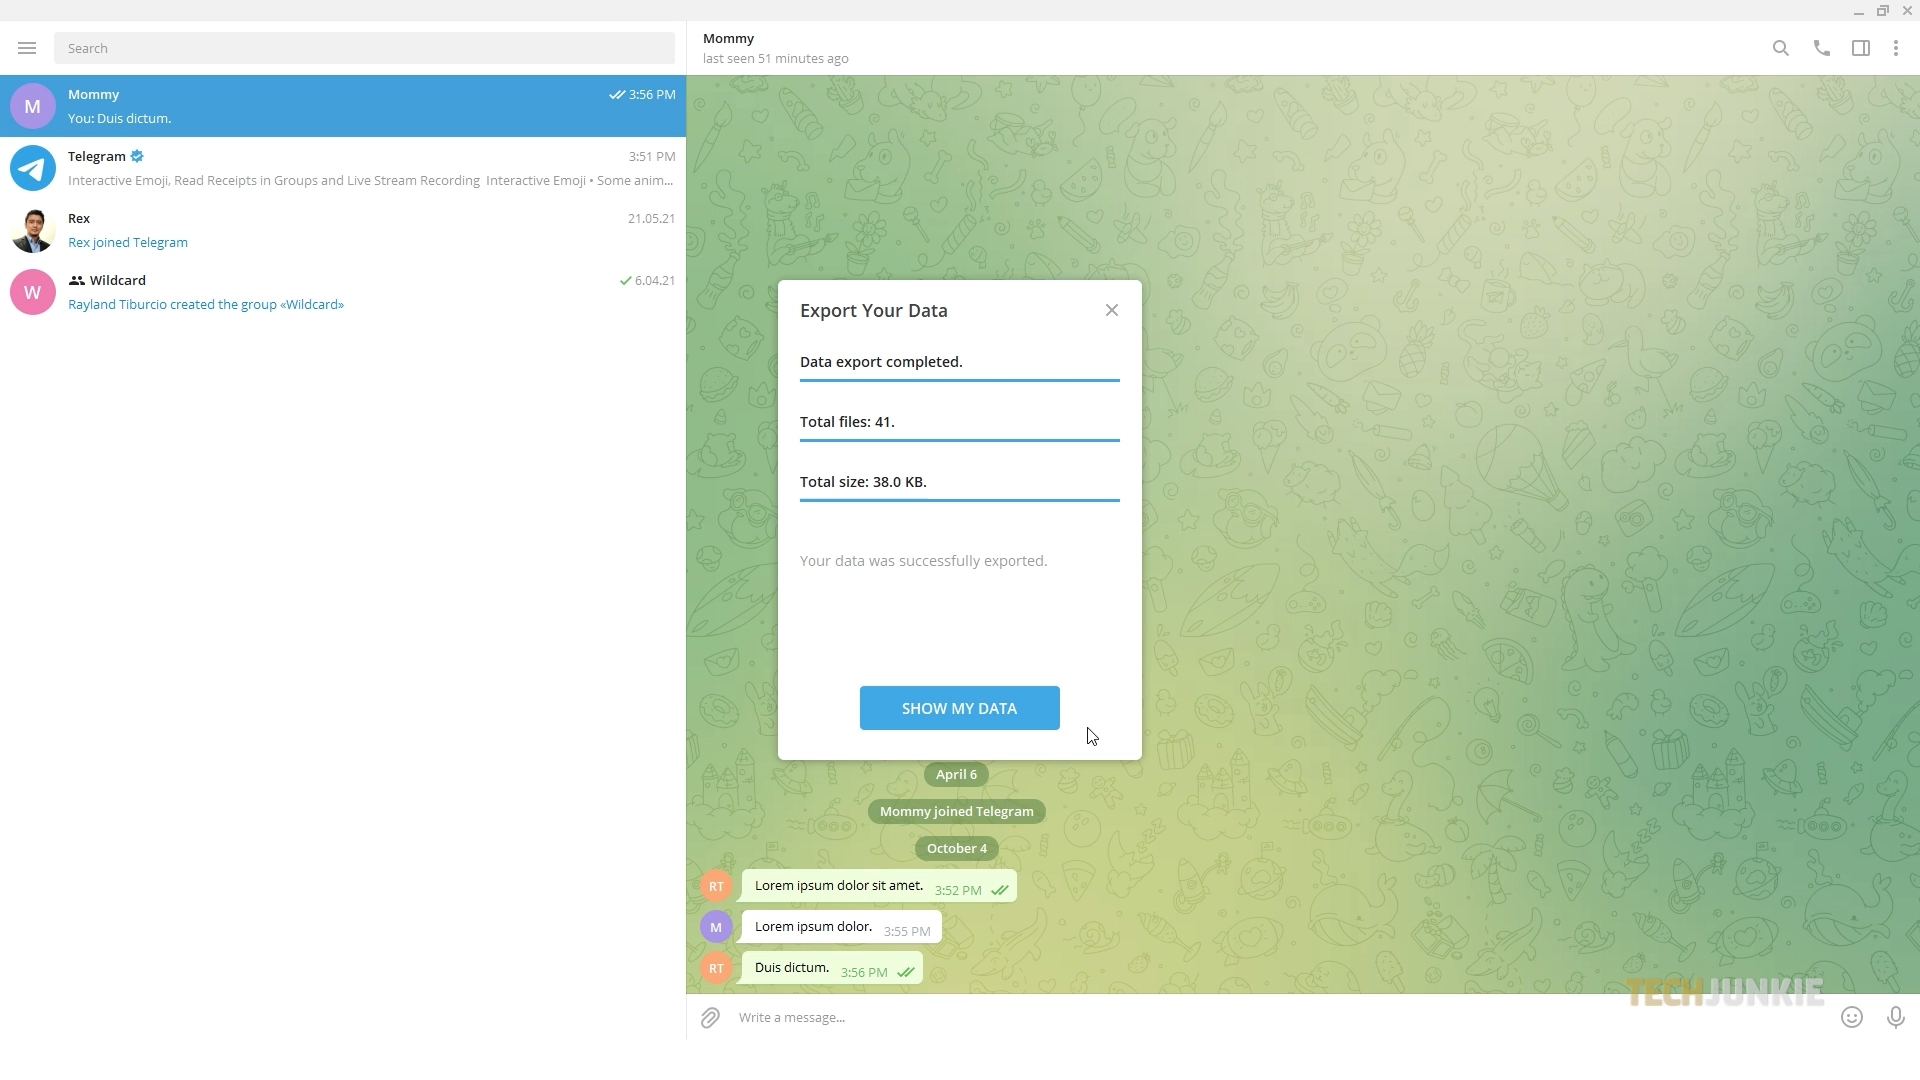 Search
Mommy
last seen 51 minutes ago
M
Mommy
3:56 PM
You: Duis dictum.
Telegram
3:51 PM
Interactive Emoji, Read Receipts in Groups and Live Stream Recording  Interactive Emoji • Some anim...
Rex
21.05.21
Rex joined Telegram
W
Wildcard
6.04.21
Rayland Tiburcio created the group «Wildcard»
Export Your Data
Data export completed.
Total files: 41.
Total size: 38.0 KB.
Your data was successfully exported.
SHOW MY DATA
April 6
Mommy joined Telegram
October 4
RT
Lorem ipsum dolor sit amet. 3:52 PM
M
Lorem ipsum dolor. 3:55 PM
RT
Duis dictum. 3:56 PM
TECHJUNKIE
Write a message...